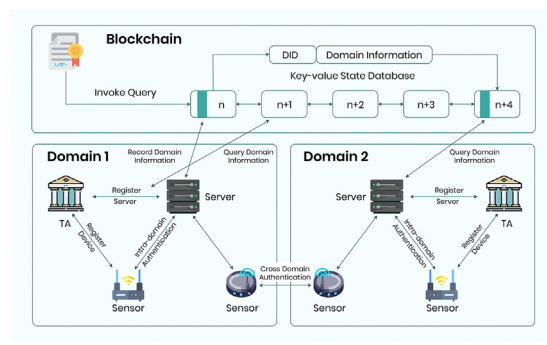 Blockchain
DID
Domain Information
Key-value State Database
Invoke Query
n
n+1
n+2
n+3
n+4
Domain 1
Record Domain
Information
Query Domain
Information
Register
Server
TA
Server
Register
Device
Intra-domain
Authentication
Sensor
Sensor
Cross Domain
Authentication
Domain 2
Query Domain
Information
Server
Register
Server
TA
Intra-domain
Authentication
Register
Device
Sensor
Sensor